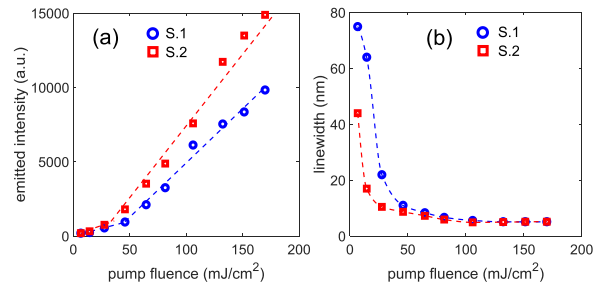 (a)
S.1
S.2
emitted intensity (a.u.)
15000
10000
5000
0
0 50 100 150 200
pump fluence (mJ/cm²)
(b)
S.1
S.2
linewidth (nm)
80
60
40
20
0
0 50 100 150 200
pump fluence (mJ/cm²)